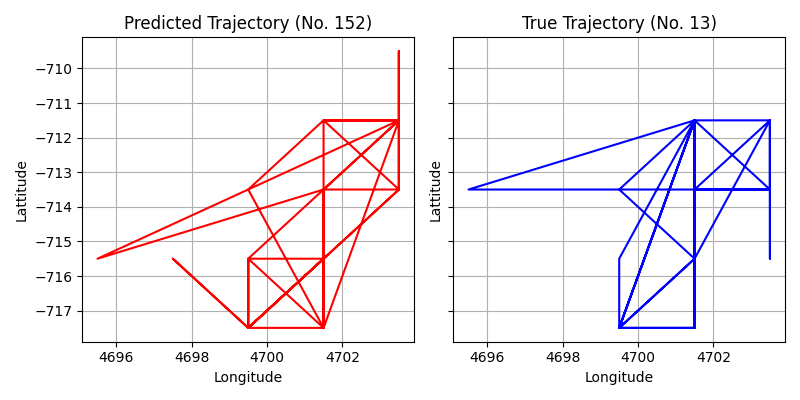 Predicted Trajectory (No. 152)
True Trajectory (No. 13)
−710
−711
−712
−713
−714
−715
−716
−717
Lattitude
Lattitude
4696 4698 4700 4702
4696 4698 4700 4702
Longitude
Longitude